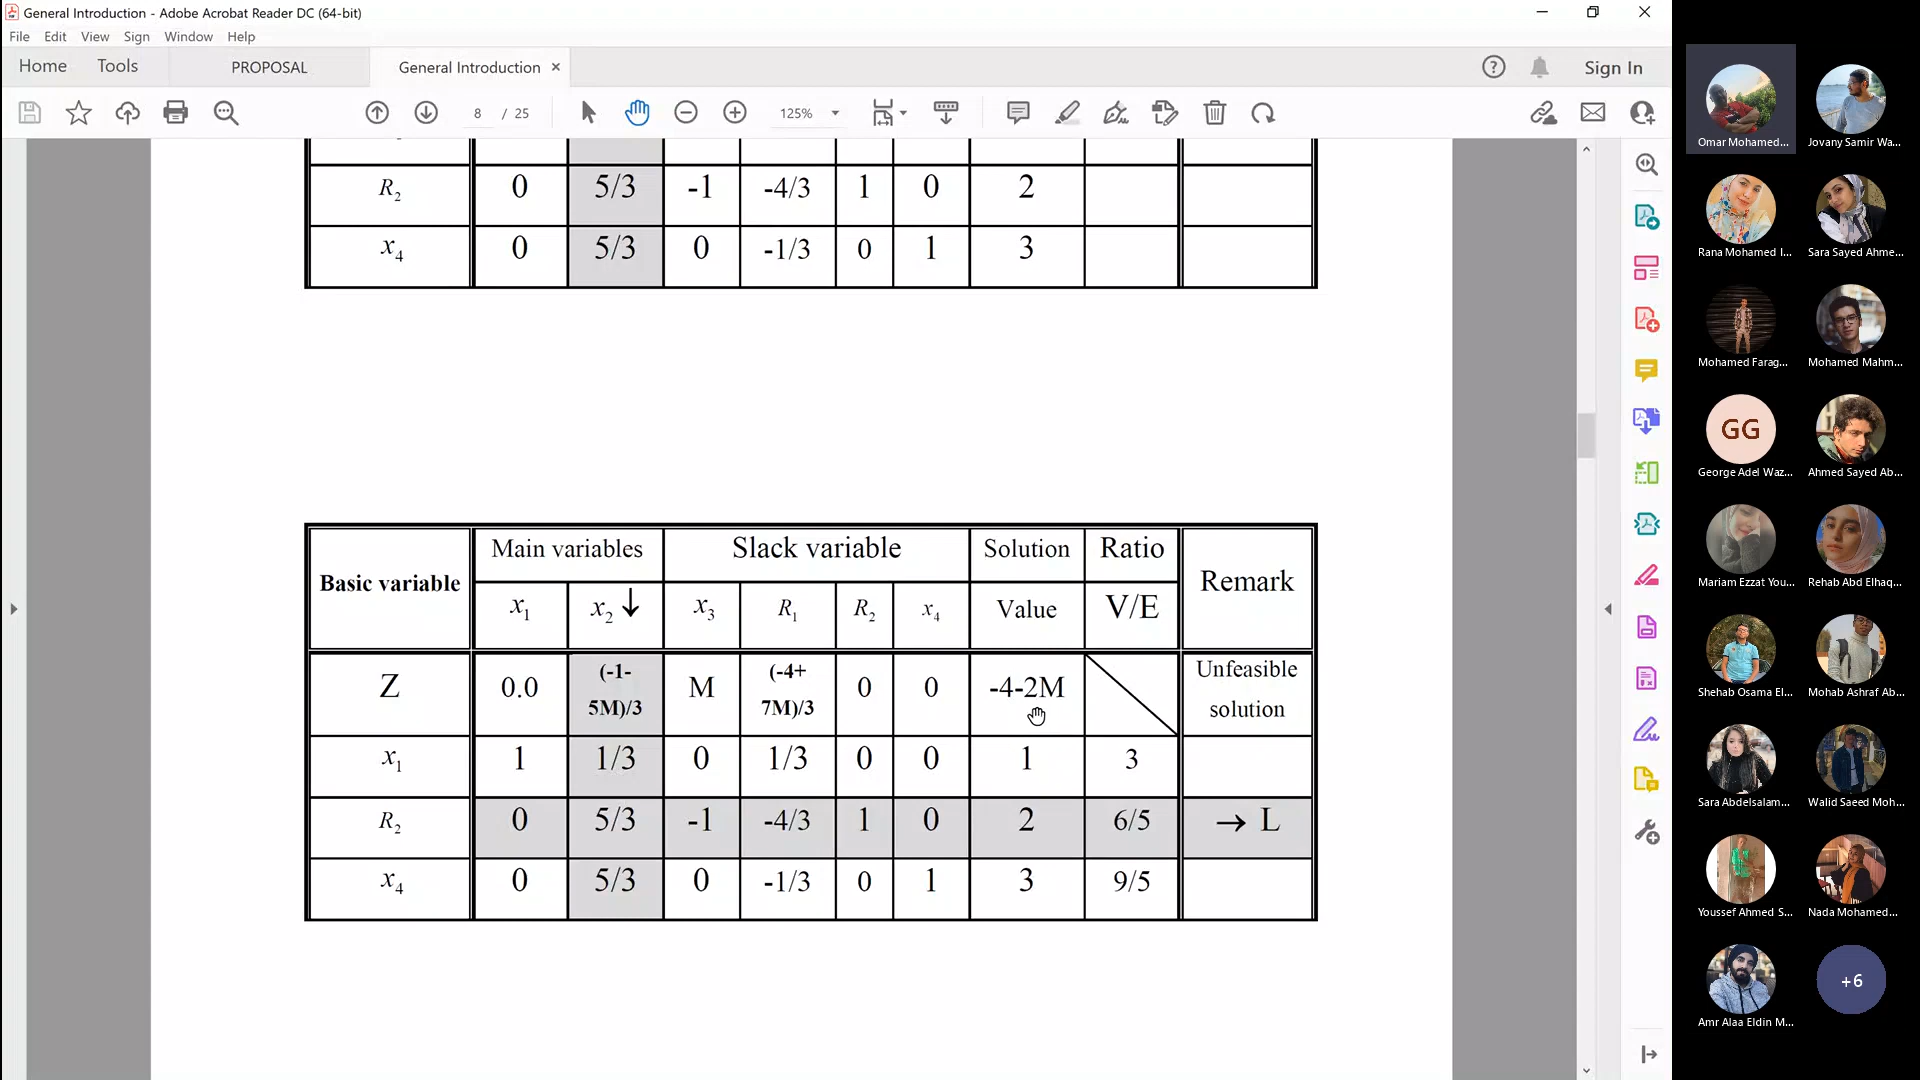 General Introduction - Adobe Acrobat Reader DC (64-bit)
File Edit View Sign Window Help
Home Tools PROPOSAL General Introduction × Sign In
8 / 25 125%
R2 0 5/3 -1 -4/3 1 0 2
x4 0 5/3 0 -1/3 0 1 3
Basic variable Main variables Slack variable Solution Ratio Remark
x1 x2 ↓ x3 R1 R2 x4 Value V/E
Z 0.0 (-1- 5M)/3 M (-4+ 7M)/3 0 0 -4-2M Unfeasible solution
x1 1 1/3 0 1/3 0 0 1 3
R2 0 5/3 -1 -4/3 1 0 2 6/5 → L
x4 0 5/3 0 -1/3 0 1 3 9/5
Omar Mohamed... Jovany Samir Wa...
Rana Mohamed I... Sara Sayed Ahme...
Mohamed Farag... Mohamed Mahm...
GG
George Adel Waz... Ahmed Sayed Ab...
Mariam Ezzat You... Rehab Abd Elhaq...
Shehab Osama El... Mohab Ashraf Ab...
Sara Abdelsalam... Walid Saeed Moh...
Youssef Ahmed S... Nada Mohamed...
+6
Amr Alaa Eldin M...